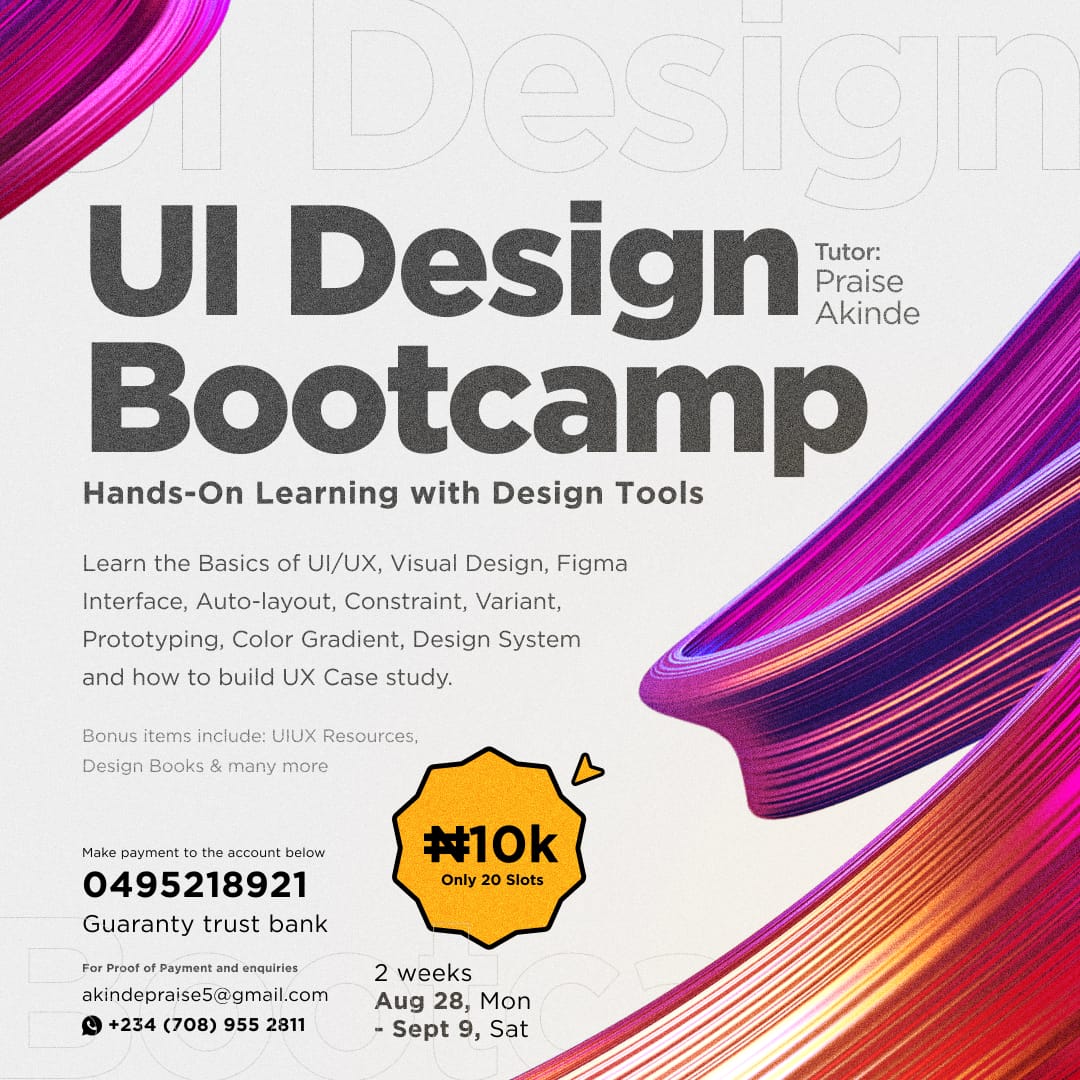 UI Design
UI Design
Tutor:
Praise
Akinde
Bootcamp
Hands-On Learning with Design Tools
Learn the Basics of UI/UX, Visual Design, Figma
Interface, Auto-layout, Constraint, Variant,
Prototyping, Color Gradient, Design System
and how to build UX Case study.
Bonus items include: UIUX Resources,
Design Books & many more
₦10k
Only 20 Slots
Make payment to the account below
0495218921
Guaranty trust bank
For Proof of Payment and enquiries
akindepraise5@gmail.com
+234 (708) 955 2811
2 weeks
Aug 28, Mon
- Sept 9, Sat
Bootca